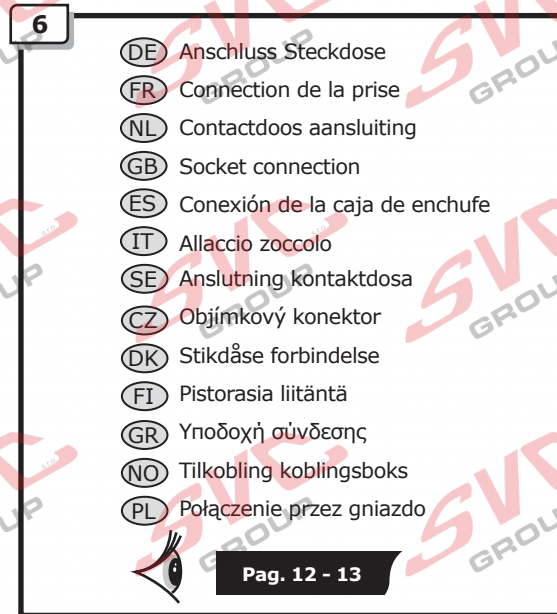 6
DE Anschluss Steckdose
FR Connection de la prise
NL Contactdoos aansluiting
GB Socket connection
ES Conexión de la caja de enchufe
IT Allaccio zoccolo
SE Anslutning kontaktdosa
CZ Objímkový konektor
DK Stikdåse forbindelse
FI Pistorasia liitäntä
GR Υποδοχή σύνδεσης
NO Tilkobling koblingsboks
PL Połączenie przez gniazdo
Pag. 12 - 13
SVC GROUP s.r.o.